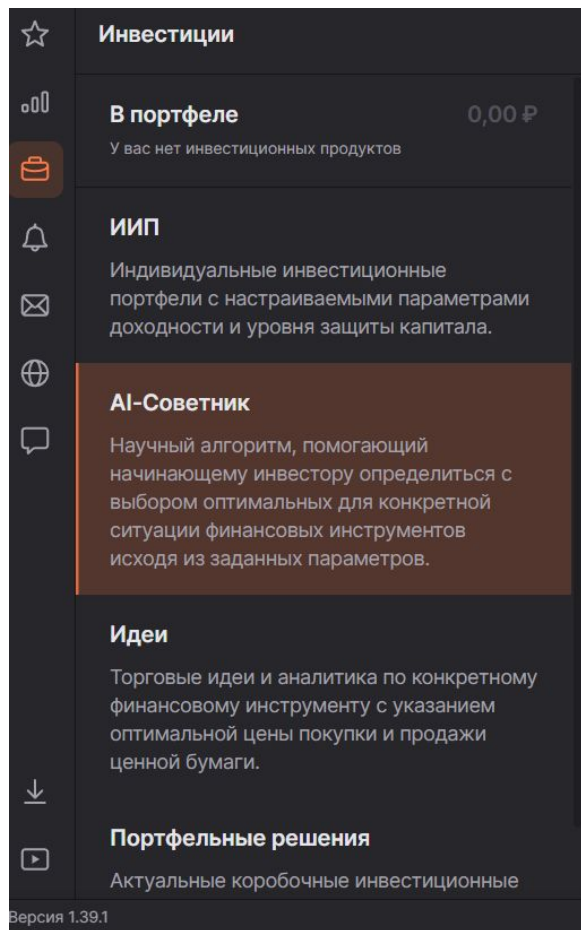 Инвестиции
В портфеле 0,00 ₽
У вас нет инвестиционных продуктов
ИИП
Индивидуальные инвестиционные
портфели с настраиваемыми параметрами
доходности и уровня защиты капитала.
AI-Советник
Научный алгоритм, помогающий
начинающему инвестору определиться с
выбором оптимальных для конкретной
ситуации финансовых инструментов
исходя из заданных параметров.
Идеи
Торговые идеи и аналитика по конкретному
финансовому инструменту с указанием
оптимальной цены покупки и продажи
ценной бумаги.
Портфельные решения
Актуальные коробочные инвестиционные
Версия 1.39.1